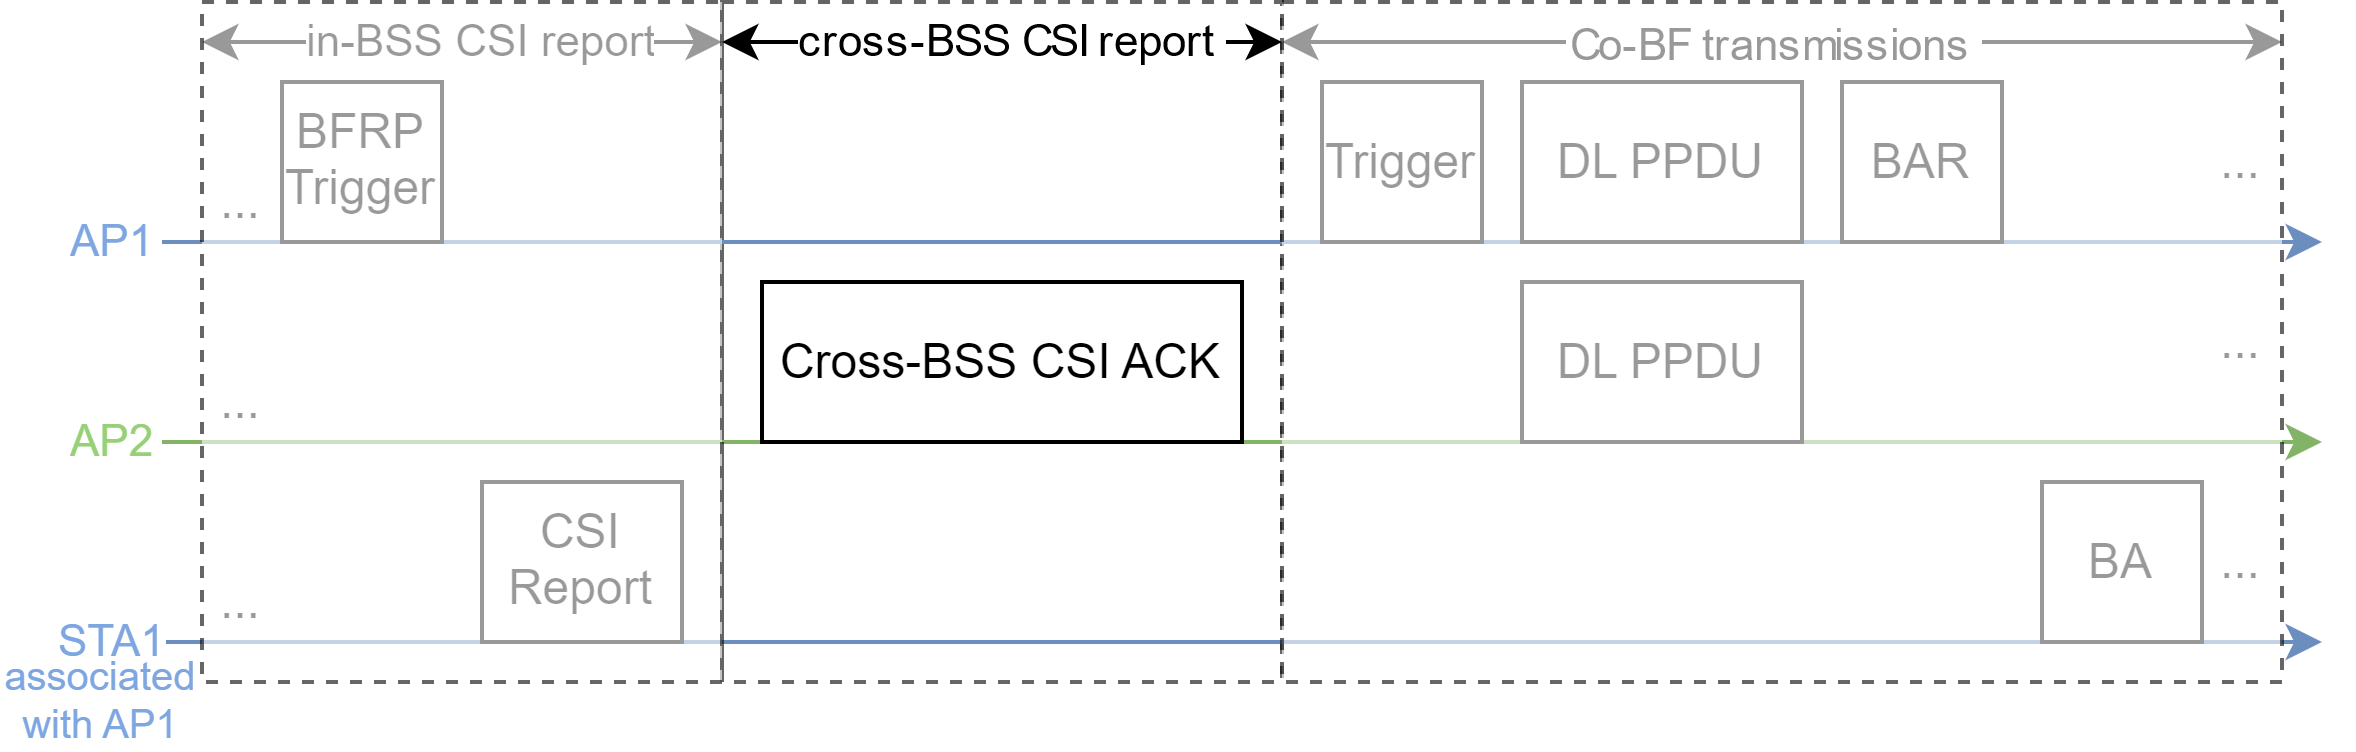 in-BSS CSI report
cross-BSS CSI report
Co-BF transmissions
BFRP
Trigger
Trigger
DL PPDU
BAR
...
...
AP1
Cross-BSS CSI ACK
DL PPDU
...
...
AP2
CSI
Report
BA
...
...
STA1
associated
with AP1